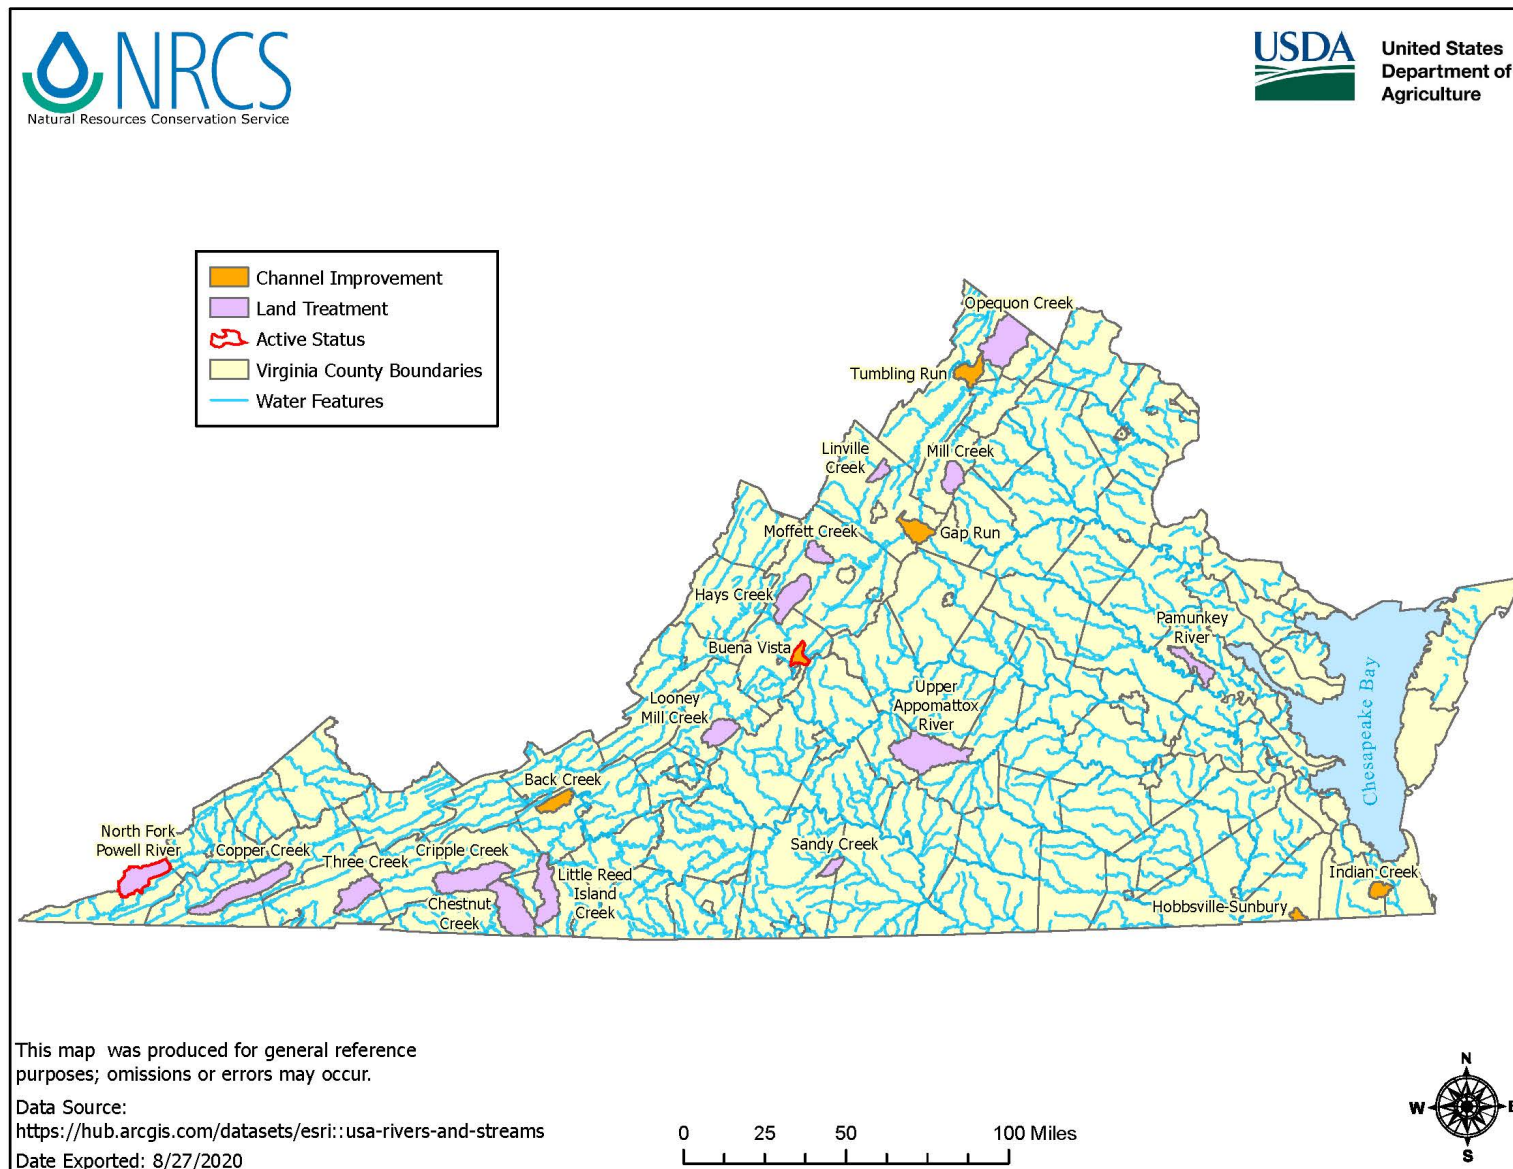 NRCS
Natural Resources Conservation Service
USDA
United States
Department of
Agriculture
Channel Improvement
Land Treatment
Active Status
Virginia County Boundaries
Water Features
Opequon Creek
Tumbling Run
Linville
Creek
Mill Creek
Moffett Creek
Gap Run
Hays Creek
Pamunkey
River
Buena Vista
Upper
Appomattox
River
Looney
Mill Creek
Chesapeake Bay
Back Creek
North Fork
Powell River
Copper Creek
Three Creek
Cripple Creek
Sandy Creek
Little Reed
Island
Creek
Chestnut
Creek
Indian Creek
Hobbsville-Sunbury
This map was produced for general reference
purposes; omissions or errors may occur.
Data Source:
https://hub.arcgis.com/datasets/esri::usa-rivers-and-streams
Date Exported: 8/27/2020
0 25 50 100 Miles
N
W E
S